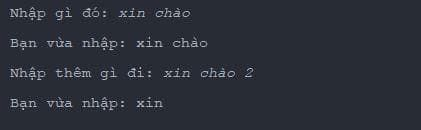 Nhập gì đó: xin chào
Bạn vừa nhập: xin chào
Nhập thêm gì đi: xin chào 2
Bạn vừa nhập: xin